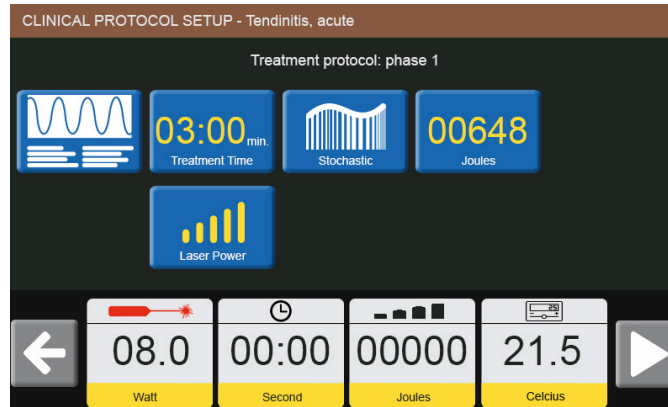 CLINICAL PROTOCOL SETUP - Tendinitis, acute
Treatment protocol: phase 1
03:00 min.
Treatment Time
Stochastic
00648
Joules
Laser Power
25
08.0
00:00
00000
21.5
Watt
Second
Joules
Celcius